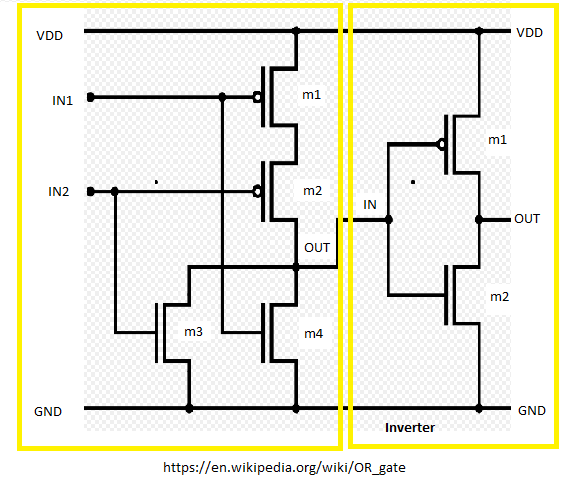 VDD
VDD
m1
IN1
m1
m2
IN2
IN
OUT
OUT
m2
m3
m4
GND
GND
Inverter
https://en.wikipedia.org/wiki/OR_gate